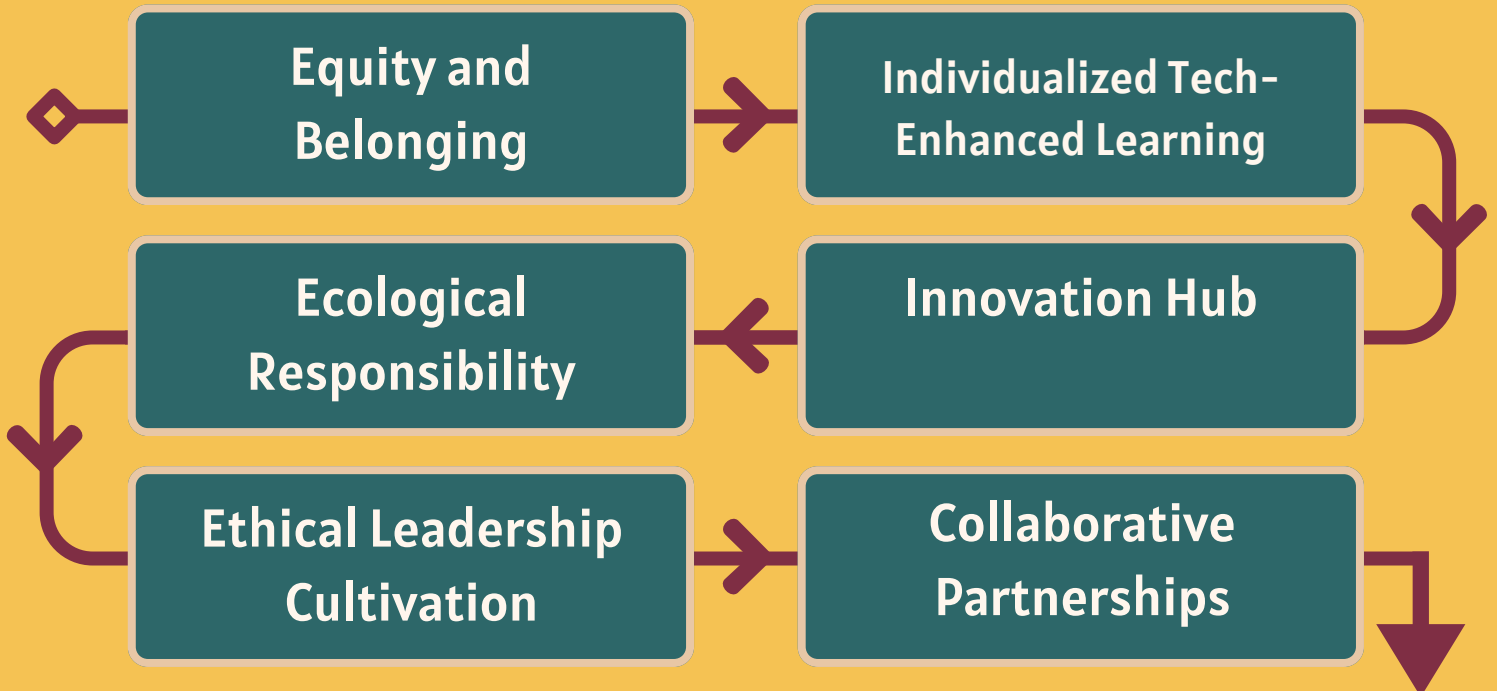 Equity and
Belonging
Individualized Tech-
Enhanced Learning
Innovation Hub
Ecological
Responsibility
Ethical Leadership
Cultivation
Collaborative
Partnerships